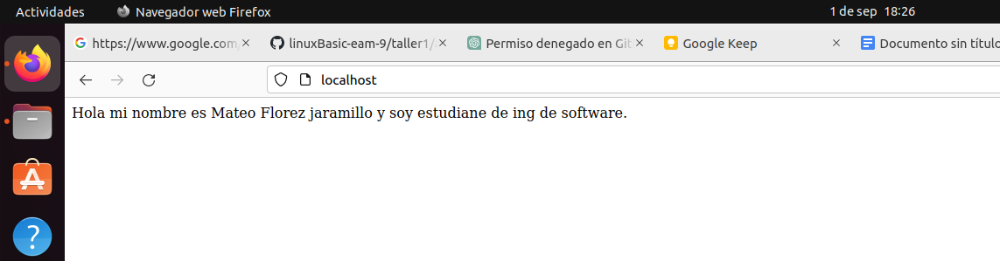 Actividades Navegador web Firefox 1 de sep 18:26
https://www.google.com/ linuxBasic-eam-9/taller1/ Permiso denegado en Git Google Keep Documento sin título
localhost
Hola mi nombre es Mateo Florez jaramillo y soy estudiane de ing de software.